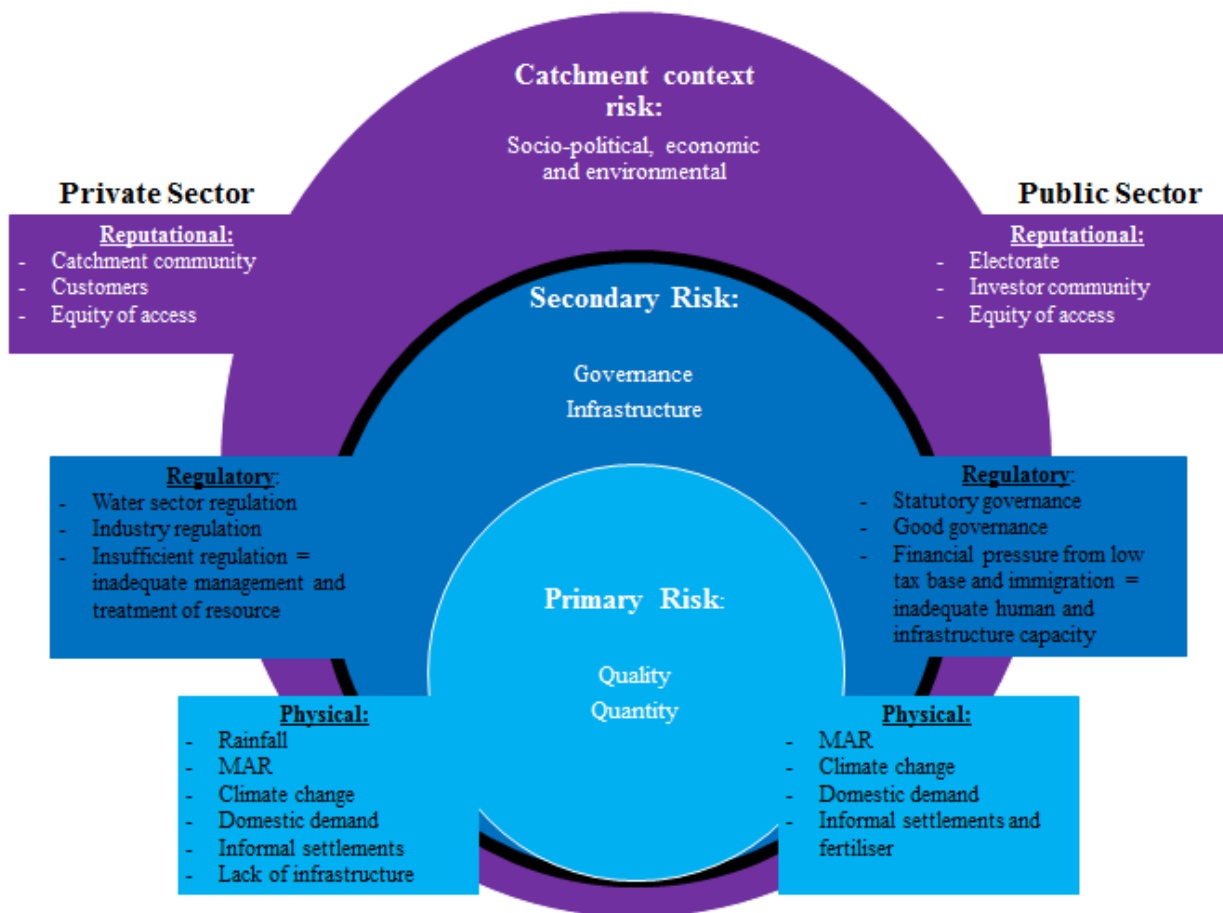 Catchment context
risk:
Socio-political, economic
and environmental
Private Sector
Reputational:
- Catchment community
- Customers
- Equity of access
Public Sector
Reputational:
- Electorate
- Investor community
- Equity of access
Secondary Risk:
Governance
Infrastructure
Regulatory:
- Water sector regulation
- Industry regulation
- Insufficient regulation =
inadequate management and
treatment of resource
Regulatory:
- Statutory governance
- Good governance
- Financial pressure from low
tax base and immigration =
inadequate human and
infrastructure capacity
Primary Risk:
Quality
Quantity
Physical:
- Rainfall
- MAR
- Climate change
- Domestic demand
- Informal settlements
- Lack of infrastructure
Physical:
- MAR
- Climate change
- Domestic demand
- Informal settlements and
fertiliser